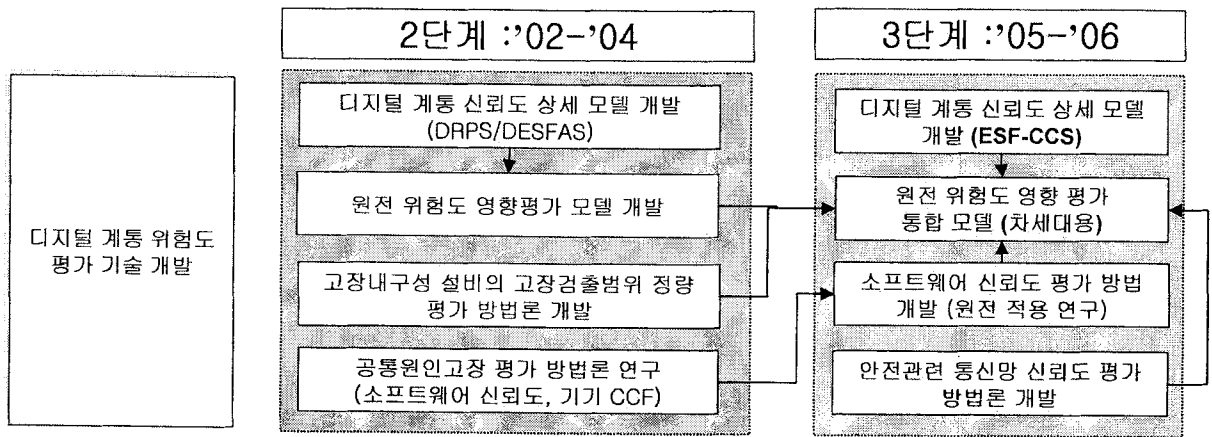 2단계 :’02-’04
3단계 :’05-’06
디지털 계통 위험도
평가 기술 개발
디지털 계통 신뢰도 상세 모델 개발
(DRPS/DESFAS)
원전 위험도 영향평가 모델 개발
고장내구성 설비의 고장검출범위 정량
평가 방법론 개발
공통원인고장 평가 방법론 연구
(소프트웨어 신뢰도, 기기 CCF)
디지털 계통 신뢰도 상세 모델
개발 (ESF-CCS)
원전 위험도 영향 평가
통합 모델 (차세대용)
소프트웨어 신뢰도 평가 방법
개발 (원전 적용 연구)
안전관련 통신망 신뢰도 평가
방법론 개발